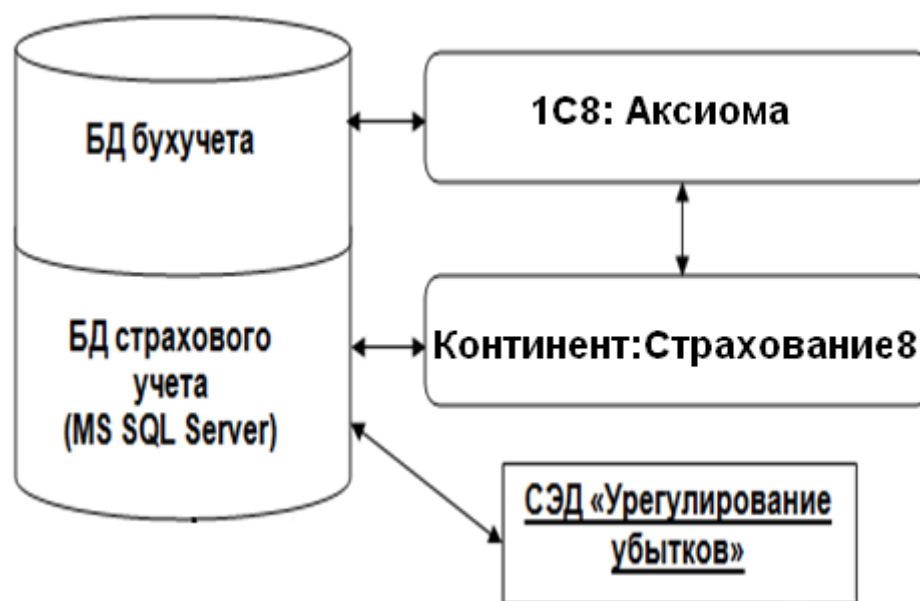 БД бухучета
1С8: Аксиома
БД страхового
учета
(MS SQL Server)
Континент:Страхование8
СЭД «Урегулирование
убытков»